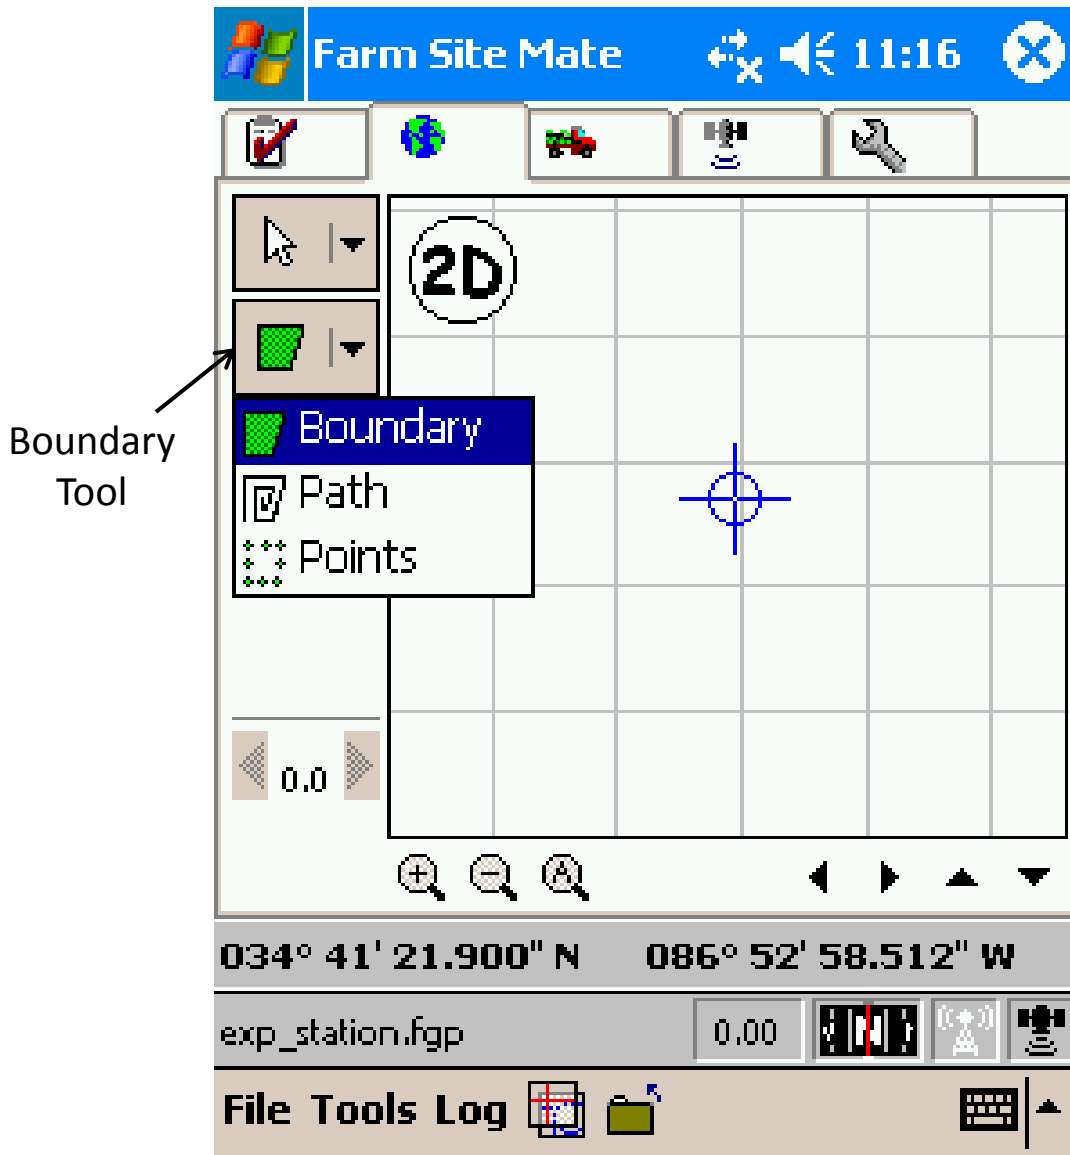 Farm Site Mate 11:16
2D
Boundary
Tool
Boundary
Path
Points
0.0
A
034° 41' 21.900" N 086° 52' 58.512" W
exp_station.fgp 0.00 N
File Tools Log